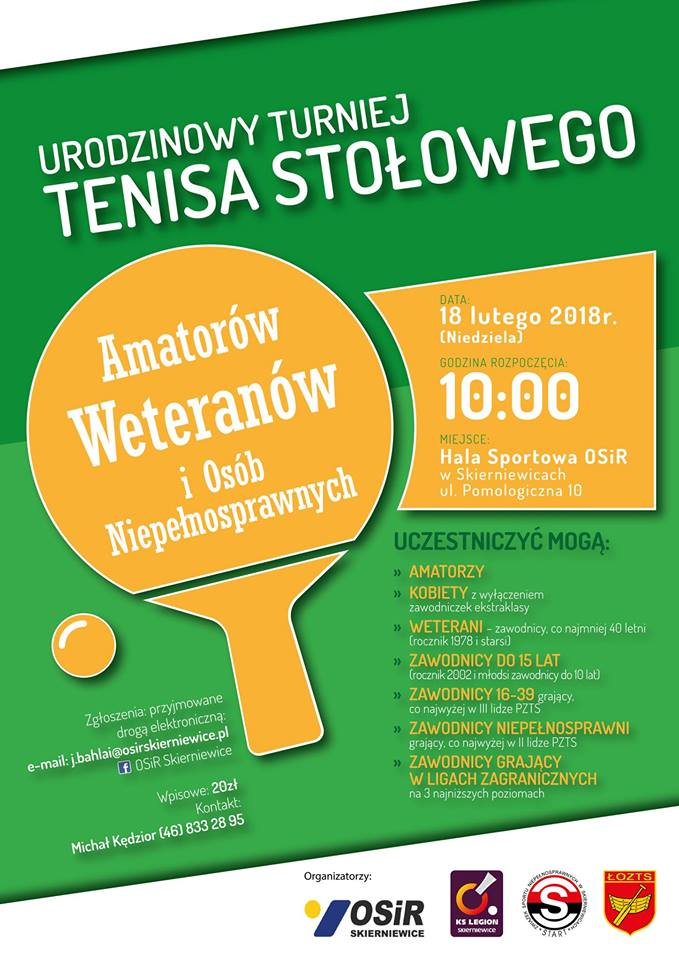 URODZINOWY TURNIEJ
TENISA STOŁOWEGO
Amatorów
Weteranów
i Osób
Niepełnosprawnych
DATA:
18 lutego 2018r.
(Niedziela)
GODZINA ROZPOCZĘCIA:
10:00
MIEJSCE:
Hala Sportowa OSiR
w Skierniewicach
ul. Pomologiczna 10
UCZESTNICZYĆ MOGĄ:
» AMATORZY
» KOBIETY z wyłączeniem
zawodniczek ekstraklasy
» WETERANI – zawodnicy, co najmniej 40 letni
(rocznik 1978 i starsi)
» ZAWODNICY DO 15 LAT
(rocznik 2002 i młodsi zawodnicy do 10 lat)
» ZAWODNICY 16-39 grający,
co najwyżej w III lidze PZTS
» ZAWODNICY NIEPEŁNOSPRAWNI
grający, co najwyżej w II lidze PZTS
» ZAWODNICY GRAJĄCY
W LIGACH ZAGRANICZNYCH
na 3 najniższych poziomach
Zgłoszenia: przyjmowane
drogą elektroniczną:
e-mail: j.bahlai@osirskierniewice.pl
f OSiR Skierniewice
Wpisowe: 20zł
Kontakt:
Michał Kędzior (46) 833 28 95
Organizatorzy:
OSiR
SKIERNIEWICE
KS LEGION
SKIERNIEWICE
ZWIĄZEK SPORTU NIEPEŁNOSPRAWNYCH W SKIERNIEWICACH
S
START
ŁOZTS